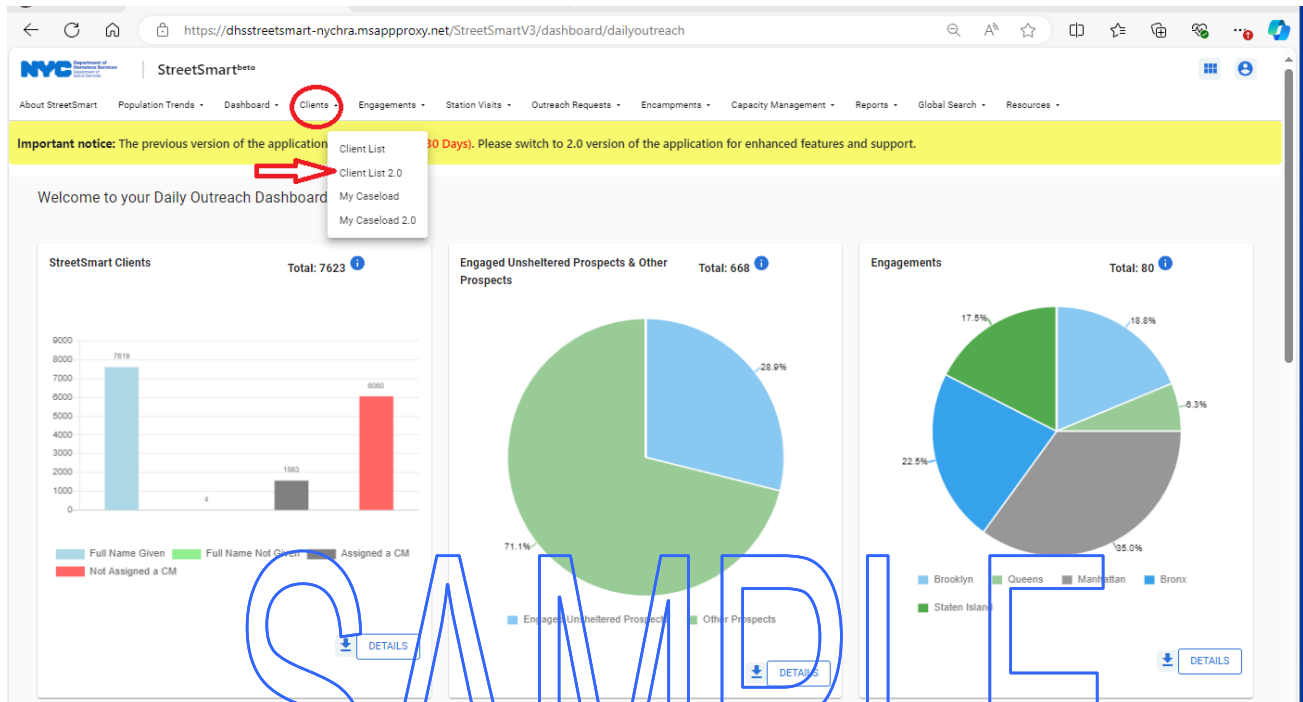 https://dhsstreetsmart-nychra.msappproxy.net/StreetSmartV3/dashboard/dailyoutreach
NYC Department of Homeless Services StreetSmartbeta
About StreetSmart Population Trends Dashboard Clients Engagements Station Visits Outreach Requests Encampments Capacity Management Reports Global Search Resources
Important notice: The previous version of the application 30 Days). Please switch to 2.0 version of the application for enhanced features and support.
Client List
Client List 2.0
My Caseload
My Caseload 2.0
Welcome to your Daily Outreach Dashboard
StreetSmart Clients
Total: 7623
9000
8000
7000
6000
5000
4000
3000
2000
1000
0
7619
4
1563
6060
Full Name Given Full Name Not Given Assigned a CM
Not Assigned a CM
DETAILS
Engaged Unsheltered Prospects & Other
Prospects
Total: 668
28.9%
71.1%
Engaged Unsheltered Prospects Other Prospects
DETAILS
Engagements
Total: 80
17.5%
18.8%
6.3%
22.5%
35.0%
Brooklyn Queens Manhattan Bronx
Staten Island
DETAILS
SAMPLE